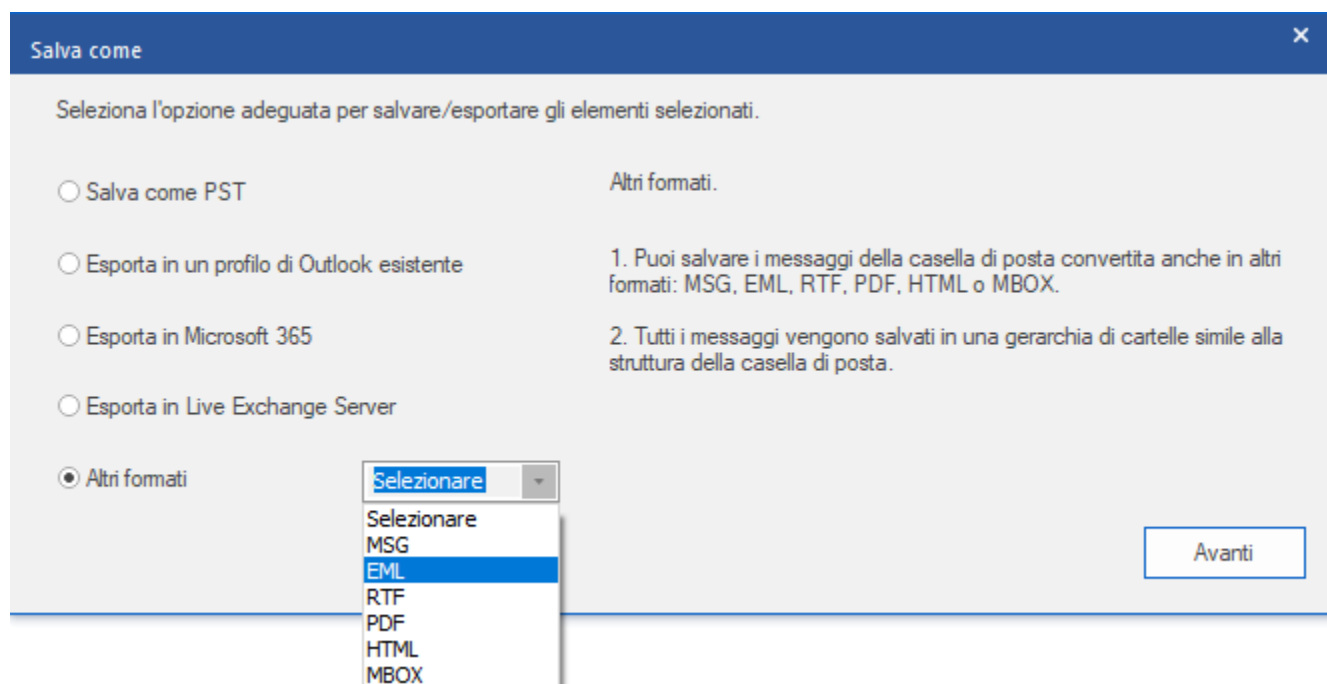 Salva come
Seleziona l'opzione adeguata per salvare/esportare gli elementi selezionati.
Salva come PST
Esporta in un profilo di Outlook esistente
Esporta in Microsoft 365
Esporta in Live Exchange Server
Altri formati
Selezionare
Selezionare
MSG
EML
RTF
PDF
HTML
MBOX
Altri formati.
1. Puoi salvare i messaggi della casella di posta convertita anche in altri
formati: MSG, EML, RTF, PDF, HTML o MBOX.
2. Tutti i messaggi vengono salvati in una gerarchia di cartelle simile alla
struttura della casella di posta.
Avanti